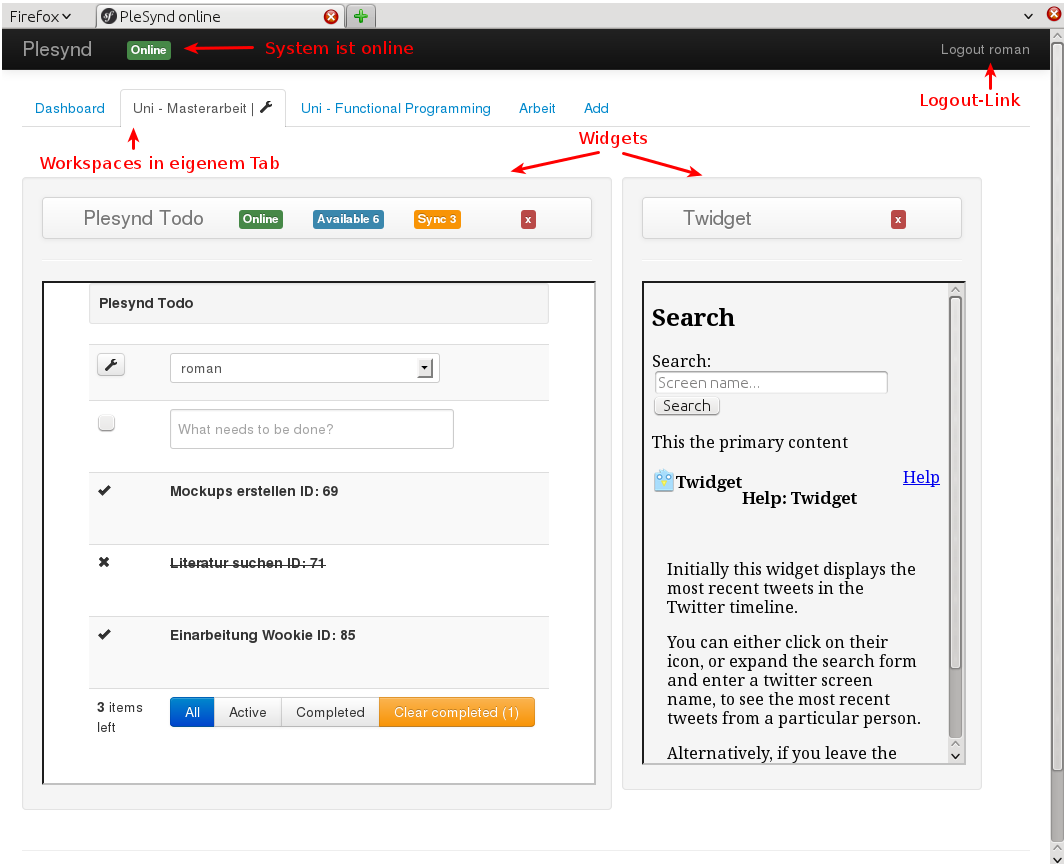 Firefox
PleSynd online
Plesynd Online System ist online Logout roman
Logout-Link
Dashboard Uni - Masterarbeit | Uni - Functional Programming Arbeit Add
Workspaces in eigenem Tab
Widgets
Plesynd Todo Online Available 6 Sync 3 x
Plesynd Todo
roman
What needs to be done?
Mockups erstellen ID: 69
Literatur suchen ID: 71
Einarbeitung Wookie ID: 85
3 items
left
All Active Completed Clear completed (1)
Twidget x
Search
Search:
Screen name...
Search
This the primary content
Twidget
Help: Twidget
Help
Initially this widget displays the
most recent tweets in the
Twitter timeline.
You can either click on their
icon, or expand the search form
and enter a twitter screen
name, to see the most recent
tweets from a particular person.
Alternatively, if you leave the